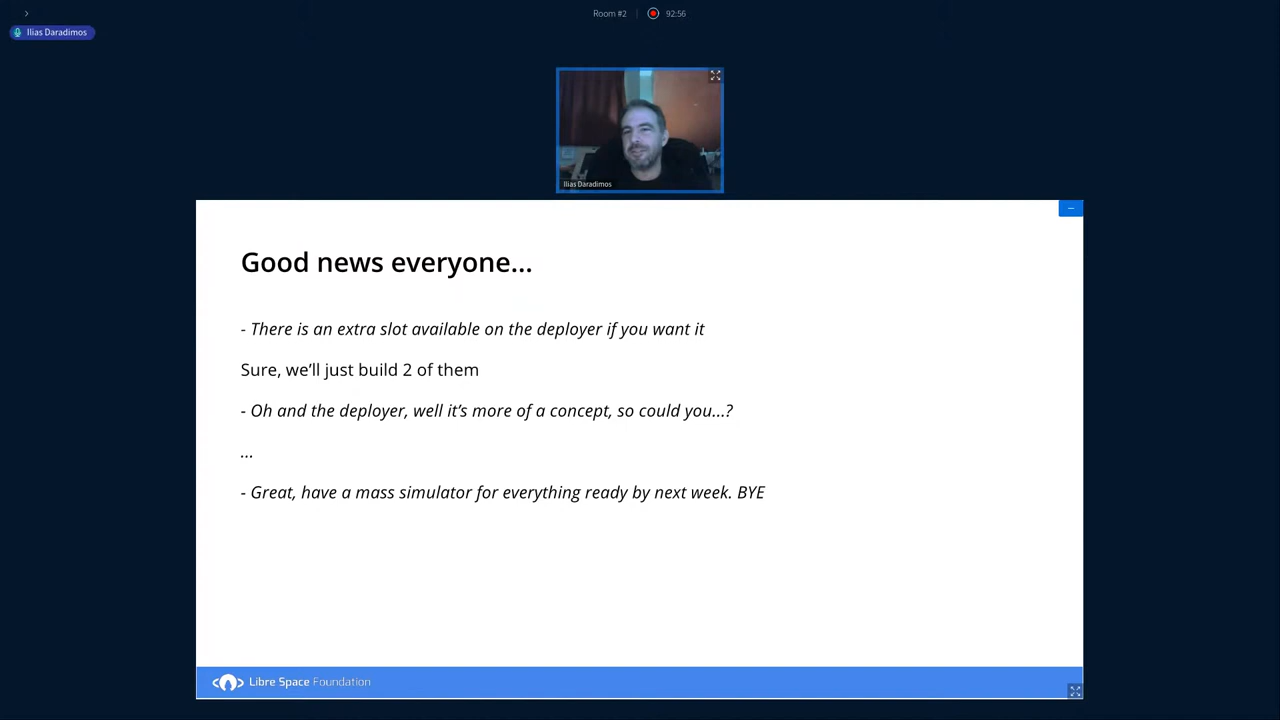 Room #2
92:56
Ilias Daradimos
Ilias Daradimos
Good news everyone...
- There is an extra slot available on the deployer if you want it
Sure, we'll just build 2 of them
- Oh and the deployer, well it's more of a concept, so could you...?
...
- Great, have a mass simulator for everything ready by next week. BYE
Libre Space Foundation